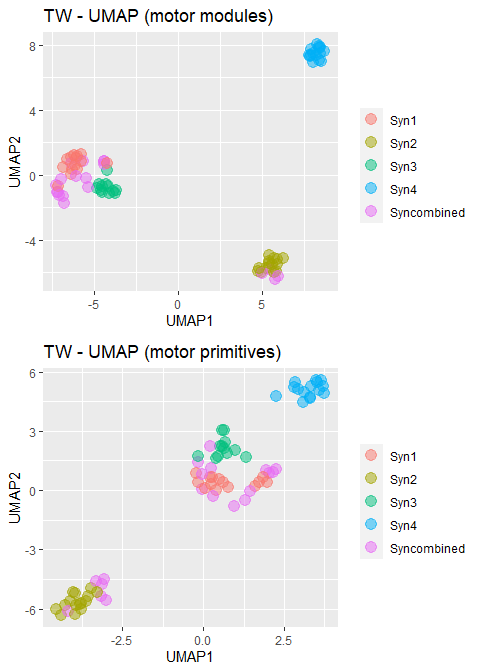 TW - UMAP (motor modules)
8
4
0
-4
UMAP2
-5
0
5
UMAP1
Syn1
Syn2
Syn3
Syn4
Syncombined
TW - UMAP (motor primitives)
6
3
0
-3
-6
UMAP2
-2.5
0.0
2.5
UMAP1
Syn1
Syn2
Syn3
Syn4
Syncombined